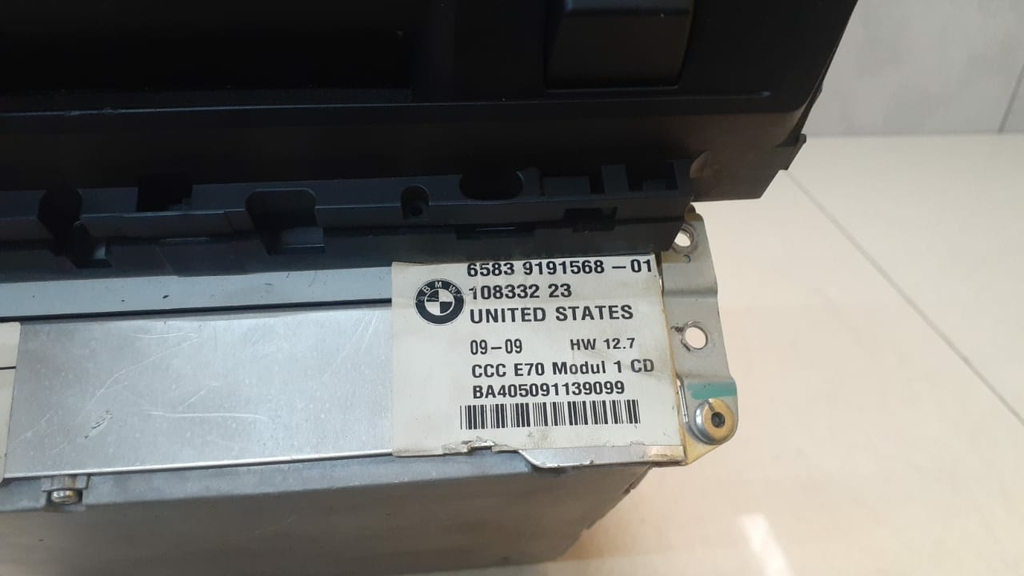 6583 9191568-01
BMW
108332 23
UNITED STATES
09-09 HW 12.7
CCC E70 Modul 1 CD
BA405091139099